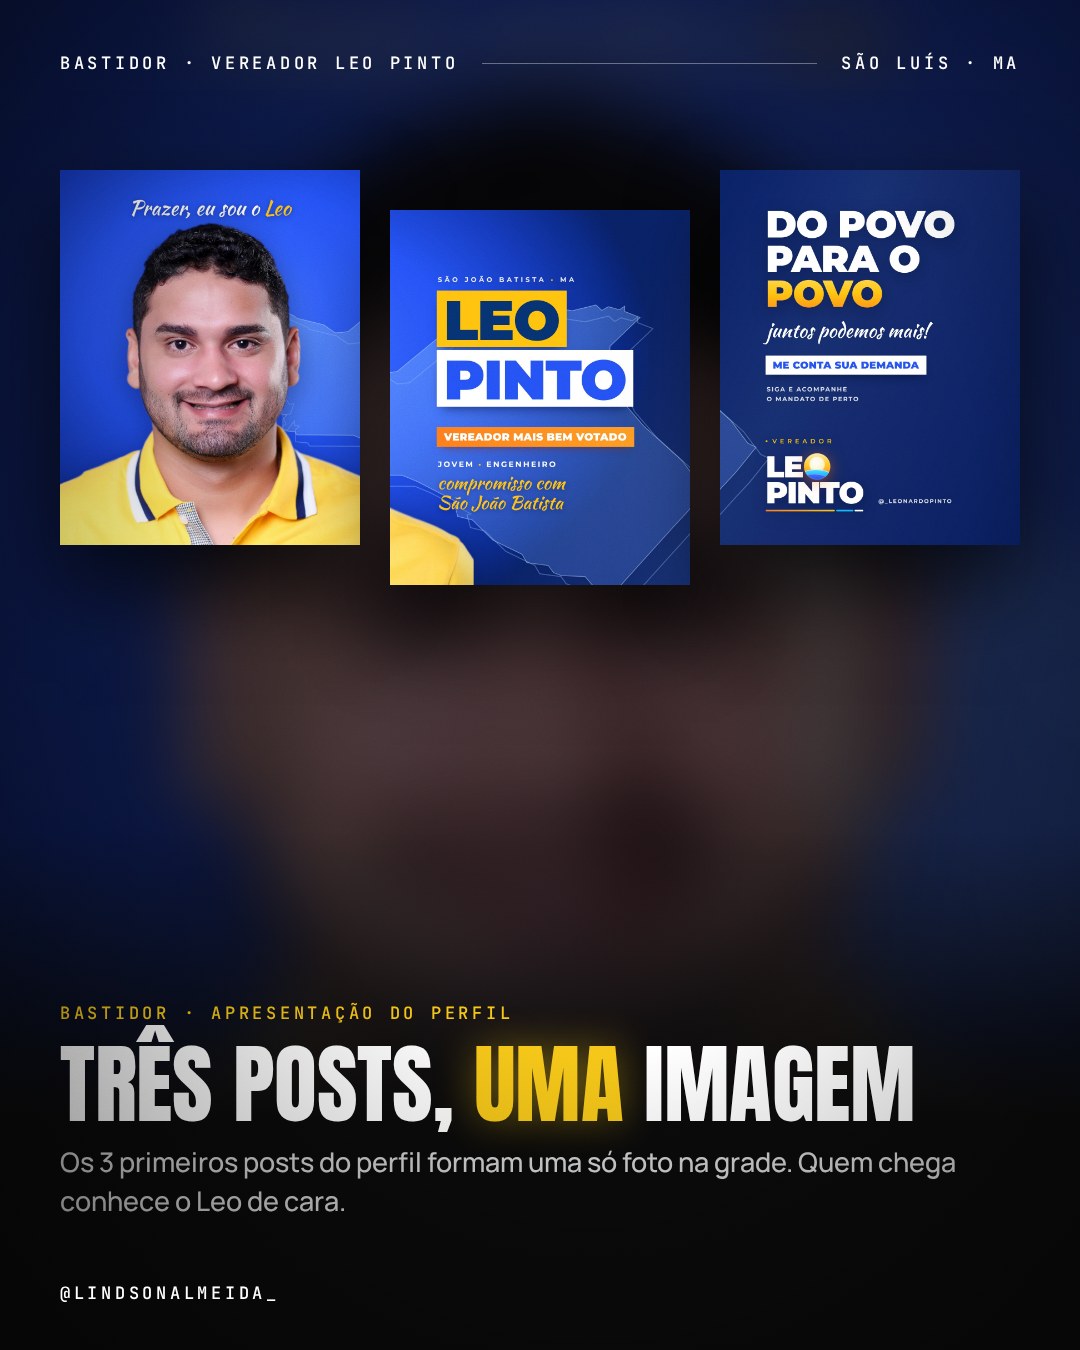 BASTIDOR · VEREADOR LEO PINTO
SÃO LUÍS · MA
Prazer, eu sou o Leo
SÃO JOÃO BATISTA · MA
LEO
PINTO
VEREADOR MAIS BEM VOTADO
JOVEM · ENGENHEIRO
compromisso com
São João Batista
DO POVO
PARA O
POVO
juntos podemos mais!
ME CONTA SUA DEMANDA
SIGA E ACOMPANHE
O MANDATO DE PERTO
• VEREADOR
LEO
PINTO
@_LEONARDOPINTO
BASTIDOR · APRESENTAÇÃO DO PERFIL
TRÊS POSTS, UMA IMAGEM
Os 3 primeiros posts do perfil formam uma só foto na grade. Quem chega
conhece o Leo de cara.
@LINDSONALMEIDA_